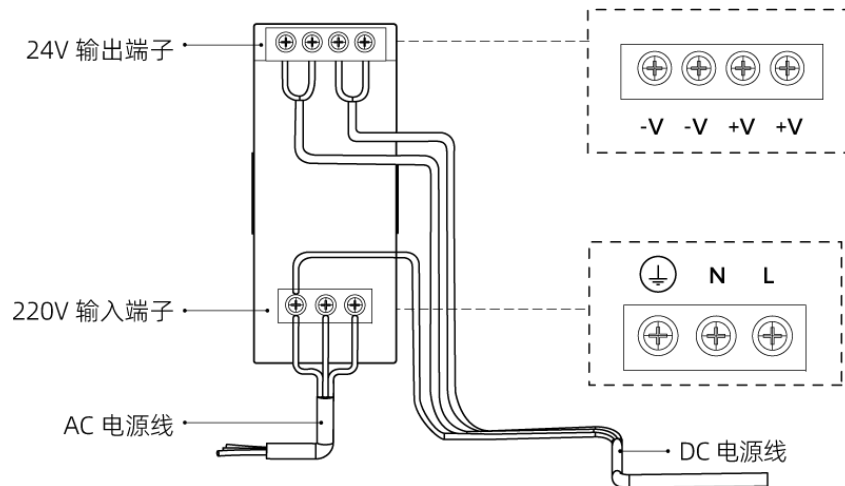 24V 输出端子
-V -V +V +V
⏚ N L
220V 输入端子
AC 电源线
DC 电源线